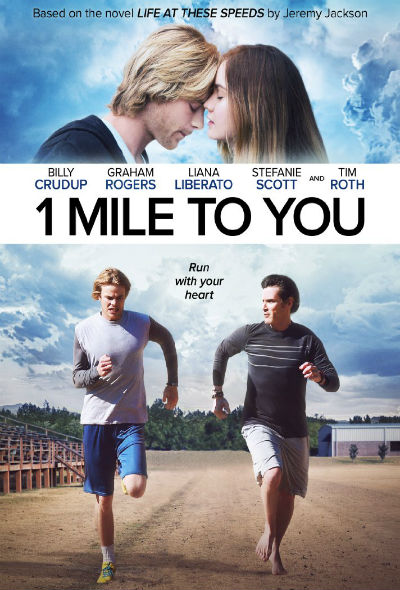 Based on the novel LIFE AT THESE SPEEDS by Jeremy Jackson
BILLY CRUDUP GRAHAM ROGERS LIANA LIBERATO STEFANIE SCOTT AND TIM ROTH
1 MILE TO YOU
Run
with your
heart